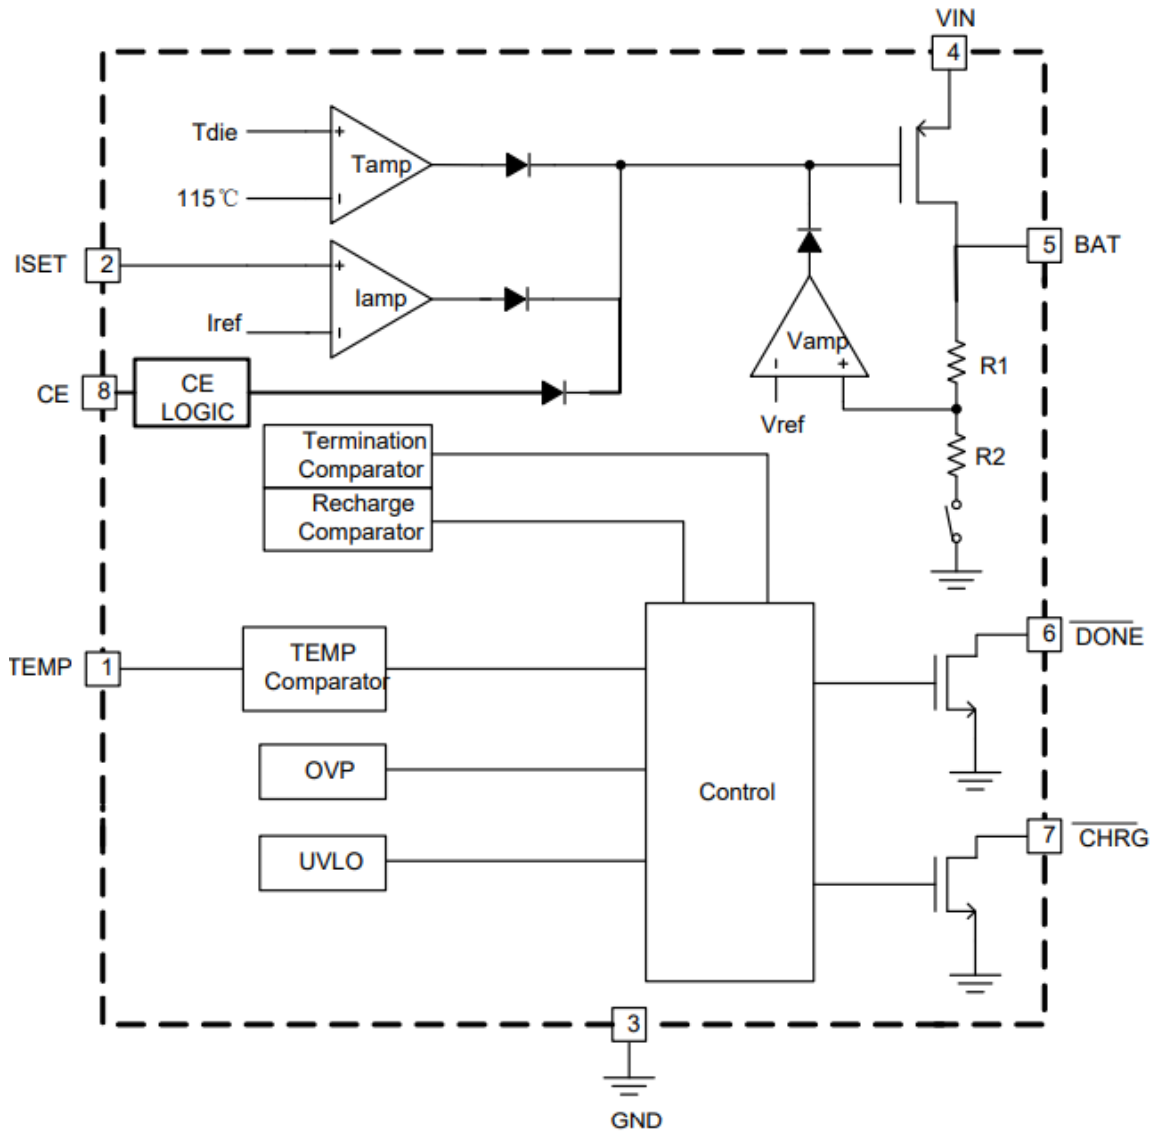 VIN
4
Tdie
+
Tamp
115℃
-
ISET
2
+
Iamp
Iref
-
5
BAT
Vamp
-
+
Vref
R1
CE
8
CE
LOGIC
R2
Termination
Comparator
Recharge
Comparator
6
DONE
TEMP
1
TEMP
Comparator
OVP
Control
UVLO
7
CHRG
3
GND